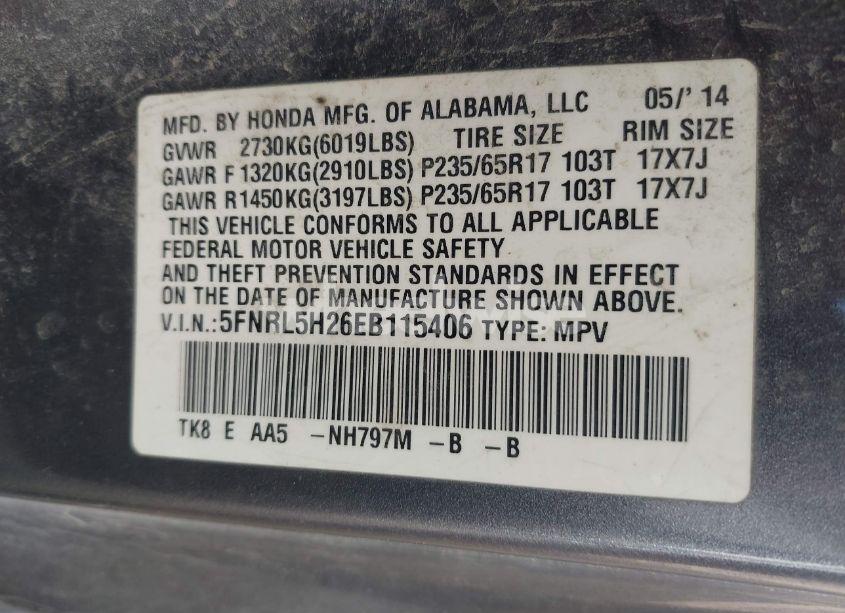 MFD. BY HONDA MFG. OF ALABAMA, LLC 05/' 14
GVWR 2730KG(6019LBS) TIRE SIZE RIM SIZE
GAWR F 1320KG(2910LBS) P235/65R17 103T 17X7J
GAWR R1450KG(3197LBS) P235/65R17 103T 17X7J
THIS VEHICLE CONFORMS TO ALL APPLICABLE
FEDERAL MOTOR VEHICLE SAFETY
AND THEFT PREVENTION STANDARDS IN EFFECT
ON THE DATE OF MANUFACTURE SHOWN ABOVE.
V.I.N.:5FNRL5H26EB115406 TYPE: MPV
TK8 E AA5 -NH797M -B -B